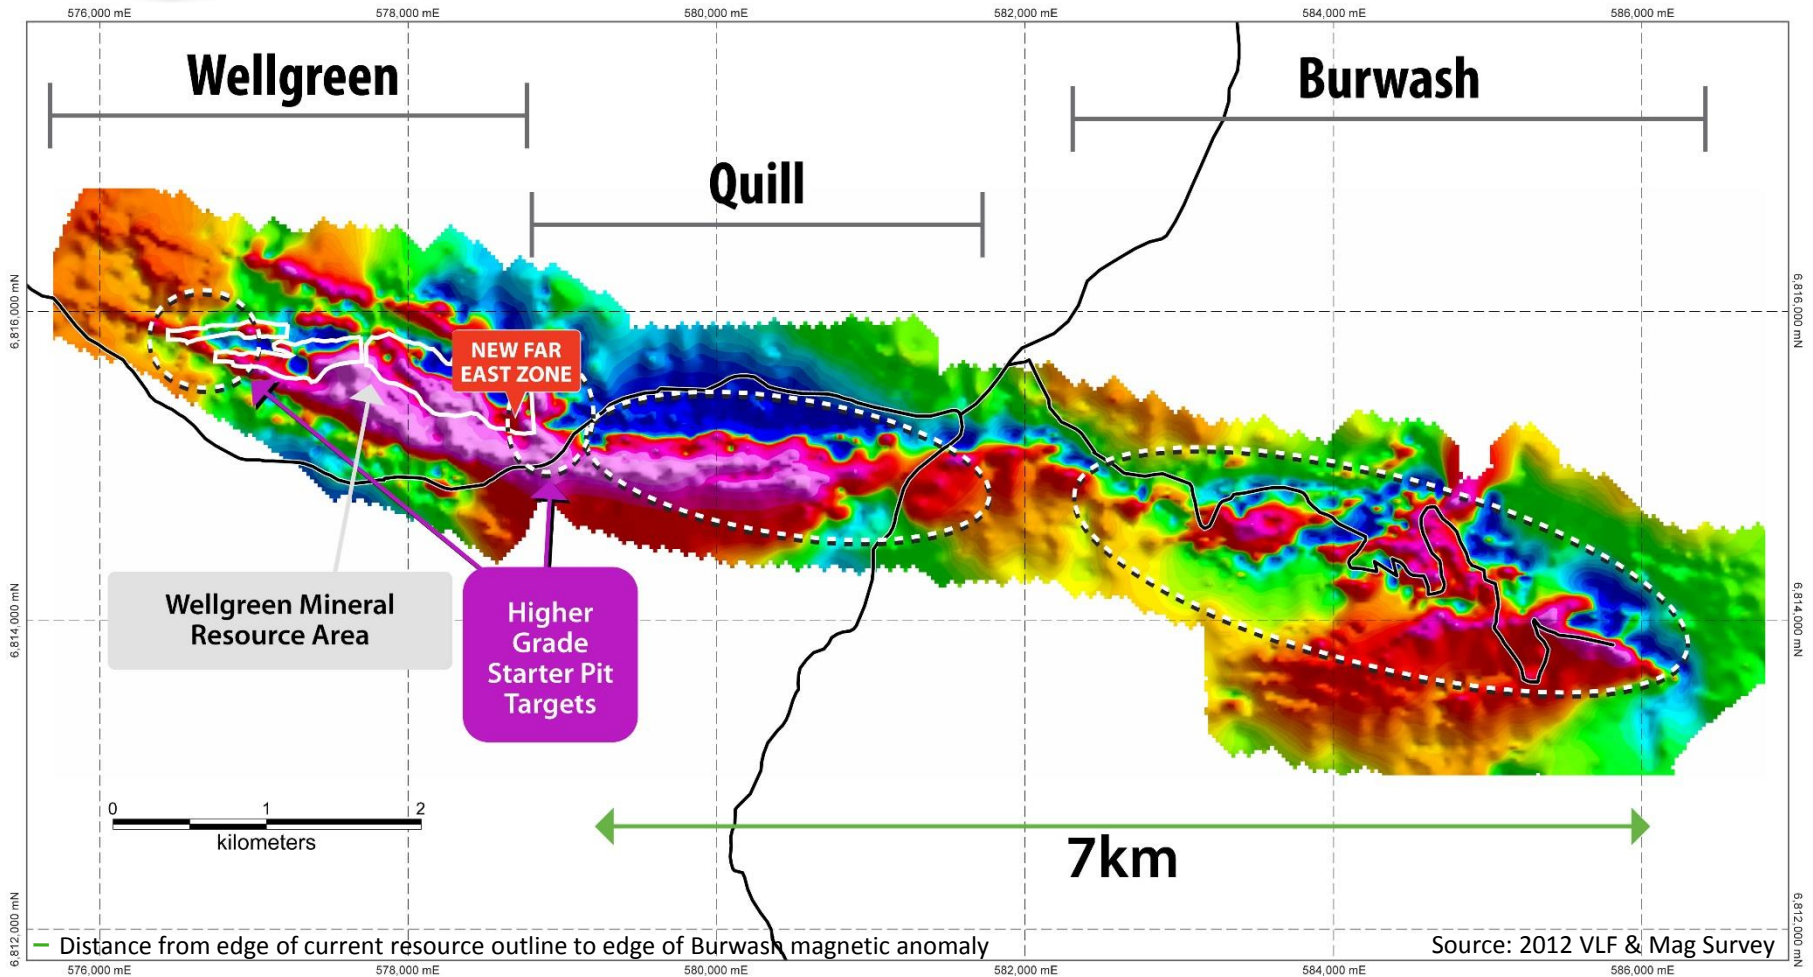 576,000 mE
578,000 mE
580,000 mE
582,000 mE
584,000 mE
586,000 mE
Wellgreen
Burwash
Quill
6,816,000 mN
6,816,000 mN
NEW FAR
EAST ZONE
Wellgreen Mineral
Resource Area
Higher
Grade
Starter Pit
Targets
6,814,000 mN
6,814,000 mN
0 1 2
kilometers
7km
6,812,000 mN
6,812,000 mN
Distance from edge of current resource outline to edge of Burwash magnetic anomaly
Source: 2012 VLF & Mag Survey
576,000 mE
578,000 mE
580,000 mE
582,000 mE
584,000 mE
586,000 mE